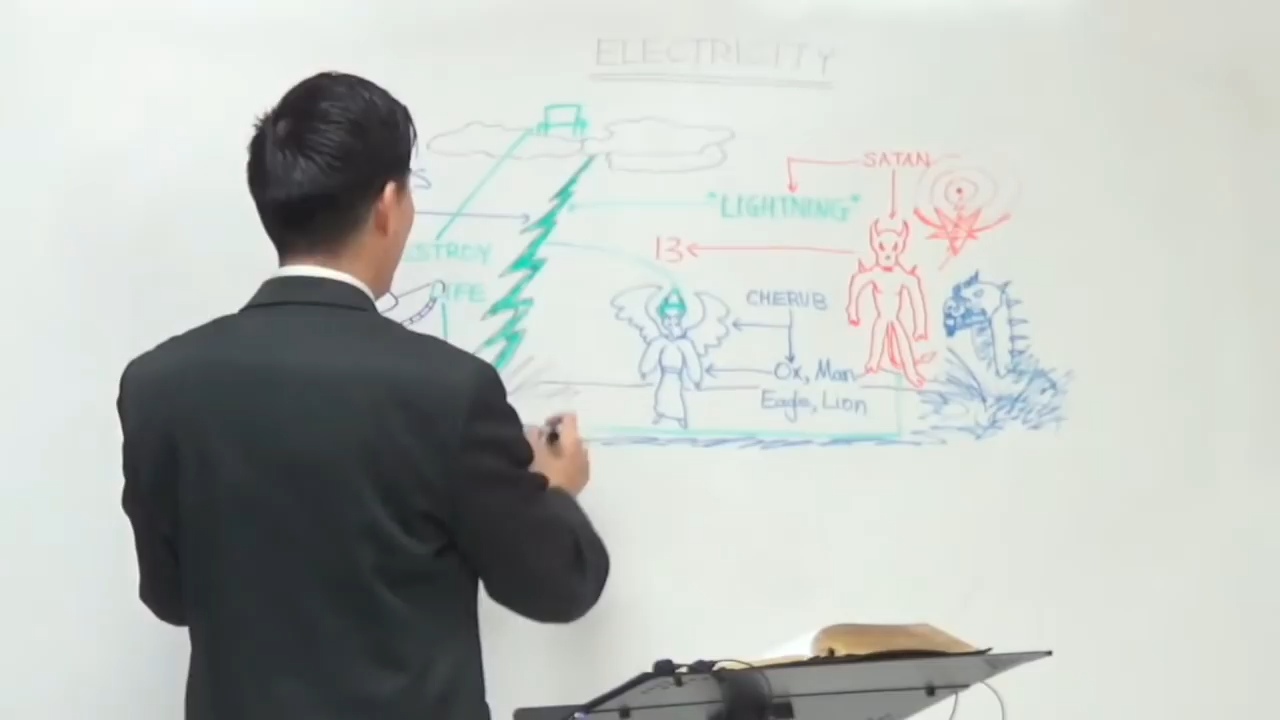 ELECTRICITY
SATAN
"LIGHTNING"
13
CHERUB
Ox, Man
Eagle, Lion